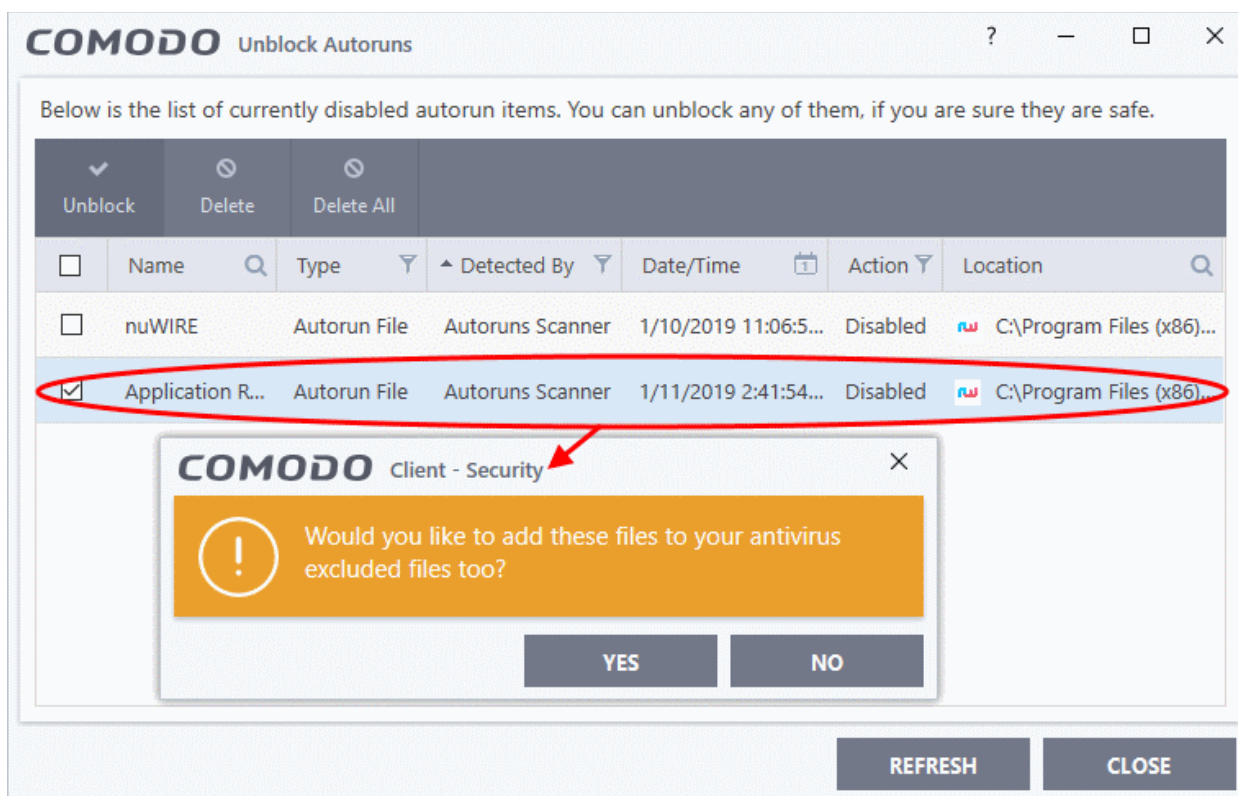 COMODO Unblock Autoruns ?
Below is the list of currently disabled autorun items. You can unblock any of them, if you are sure they are safe.
Unblock Delete Delete All
Name Type Detected By Date/Time 1 Action Location
nuWIRE Autorun File Autoruns Scanner 1/10/2019 11:06:5... Disabled C:\Program Files (x86)...
Application R... Autorun File Autoruns Scanner 1/11/2019 2:41:54... Disabled C:\Program Files (x86)...
COMODO Client - Security
Would you like to add these files to your antivirus
excluded files too?
YES NO
REFRESH CLOSE